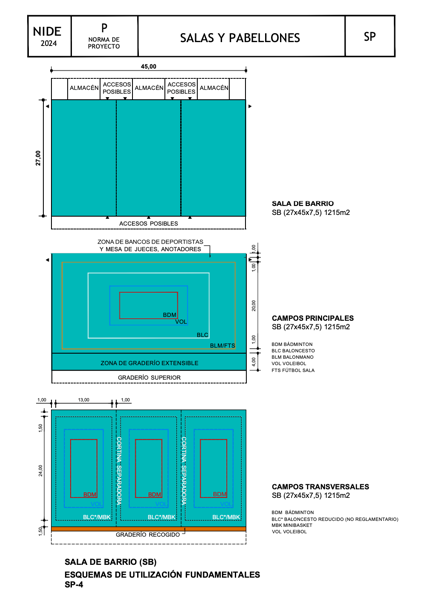 NIDE
2024
P
NORMA DE
PROYECTO
SALAS Y PABELLONES
SP
45,00
ALMACÉN
ACCESOS
POSIBLES
ALMACÉN
ACCESOS
POSIBLES
ALMACÉN
27,00
ACCESOS POSIBLES
SALA DE BARRIO
SB (27x45x7,5) 1215m2
ZONA DE BANCOS DE DEPORTISTAS
Y MESA DE JUECES, ANOTADORES
1,00
20,00
1,00
4,00
BDM
VOL
BLC
BLM/FTS
ZONA DE GRADERÍO EXTENSIBLE
GRADERÍO SUPERIOR
CAMPOS PRINCIPALES
SB (27x45x7,5) 1215m2
BDM BÁDMINTON
BLC BALONCESTO
BLM BALONMANO
VOL VOLEIBOL
FTS FÚTBOL SALA
1,00
13,00
1,00
1,50
24,00
1,50
CORTINA SEPARADORA
CORTINA SEPARADORA
BDM
BDM
BDM
BLC*/MBK
BLC*/MBK
BLC*/MBK
GRADERÍO RECOGIDO
CAMPOS TRANSVERSALES
SB (27x45x7,5) 1215m2
BDM BÁDMINTON
BLC* BALONCESTO REDUCIDO (NO REGLAMENTARIO)
MBK MINIBASKET
VOL VOLEIBOL
SALA DE BARRIO (SB)
ESQUEMAS DE UTILIZACIÓN FUNDAMENTALES
SP-4